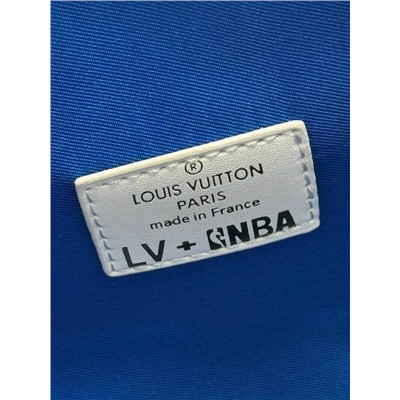 ®
LOUIS VUITTON
PARIS
made in France
LV + NBA